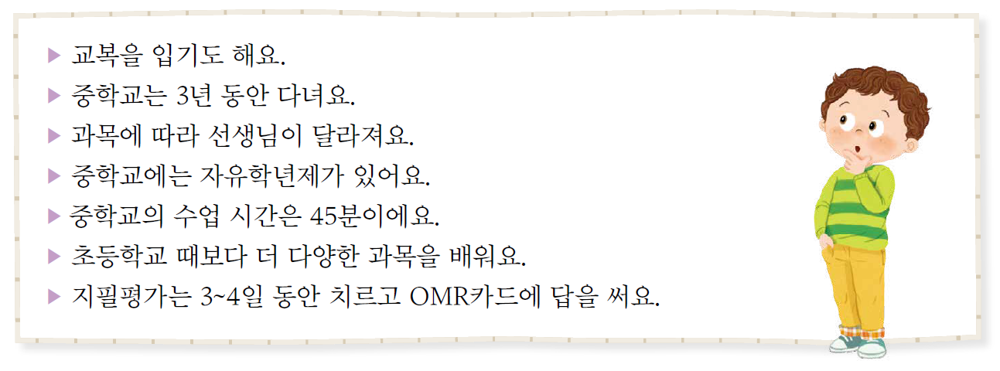 ▶ 교복을 입기도 해요.
▶ 중학교는 3년 동안 다녀요.
▶ 과목에 따라 선생님이 달라져요.
▶ 중학교에는 자유학년제가 있어요.
▶ 중학교의 수업 시간은 45분이에요.
▶ 초등학교 때보다 더 다양한 과목을 배워요.
▶ 지필평가는 3~4일 동안 치르고 OMR카드에 답을 써요.